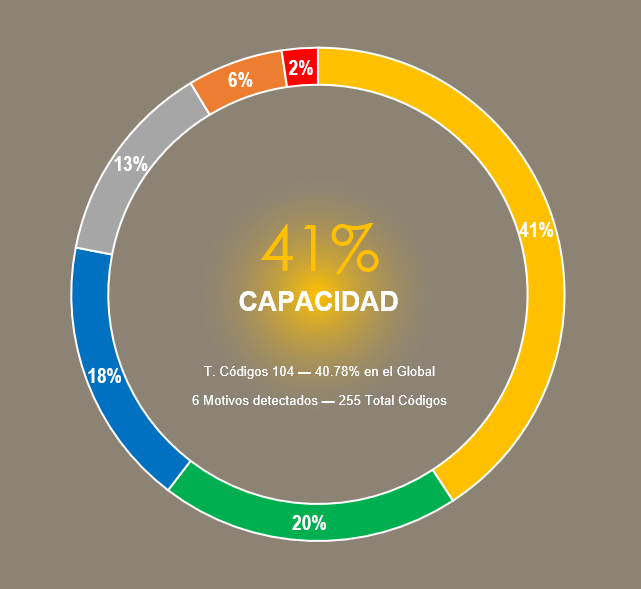 2%
6%
13%
41%
41%
CAPACIDAD
T. Códigos 104 — 40.78% en el Global
18%
6 Motivos detectados — 255 Total Códigos
20%